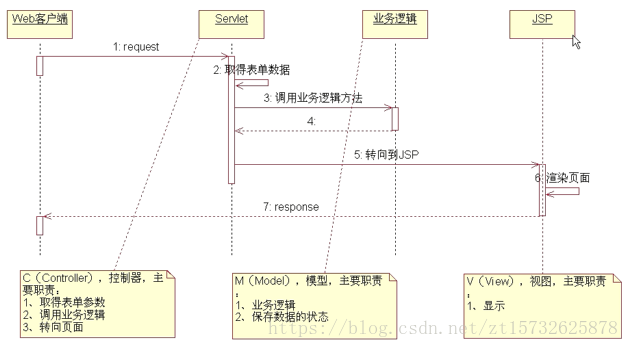 Web客户端
Servlet
业务逻辑
JSP
1: request
2: 取得表单数据
3: 调用业务逻辑方法
4:
5: 转向到JSP
6: 渲染页面
7: response
C（Controller），控制器，主
要职责：
1、取得表单参数
2、调用业务逻辑
3、转向页面
M（Model），模型，主要职责
：
1、业务逻辑
2、保存数据的状态
V（View），视图，主要职责
：
1、显示
https://blog.csdn.net/zt15732625878